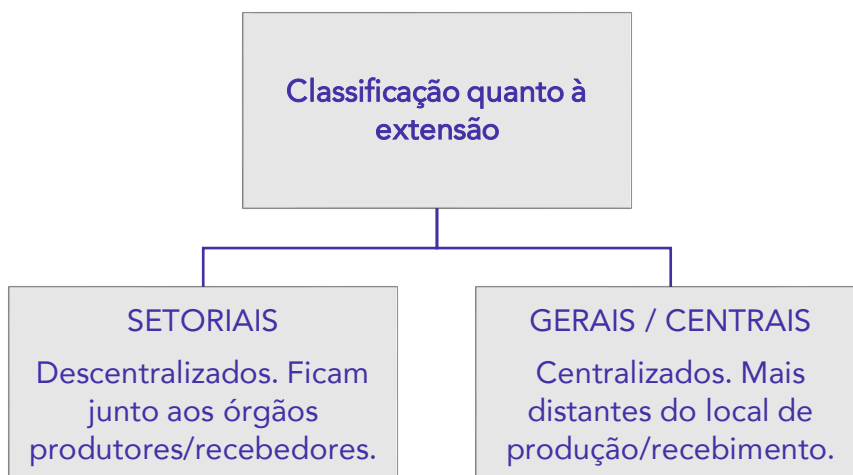 Classificação quanto à
extensão
SETORIAIS
Descentralizados. Ficam
junto aos órgãos
produtores/recebedores.
GERAIS / CENTRAIS
Centralizados. Mais
distantes do local de
produção/recebimento.